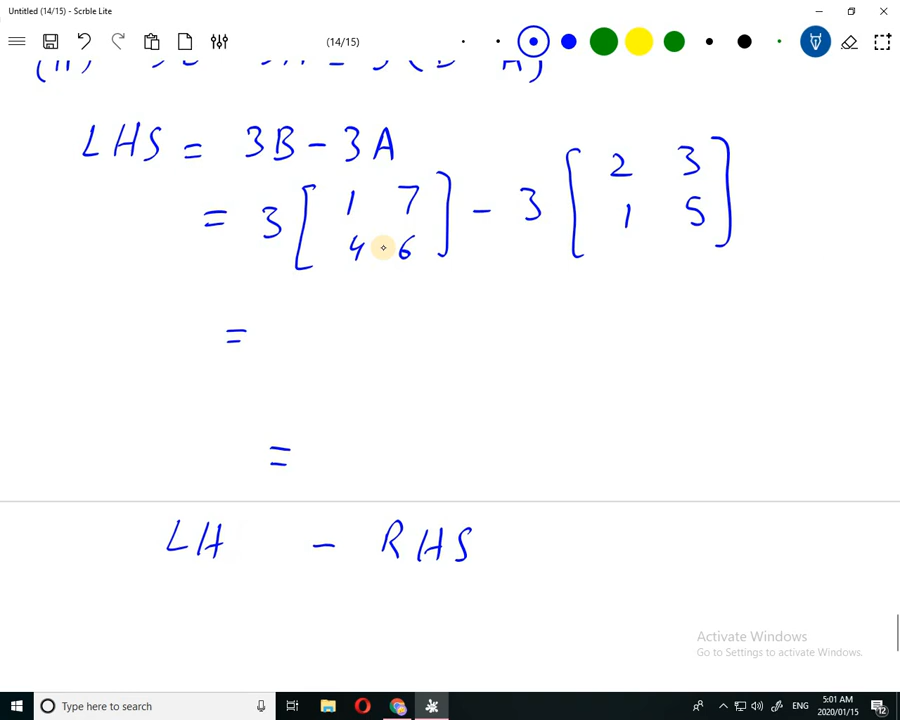 Untitled (14/15) - Scrble Lite
(14/15)
LHS = 3B - 3A
= 3 [ 1 7 ] - 3 [ 2 3 ]
4 6 1 5
=
=
LH - RHS
Activate Windows
Go to Settings to activate Windows.
Type here to search
ENG
5:01 AM
2020/01/15
12